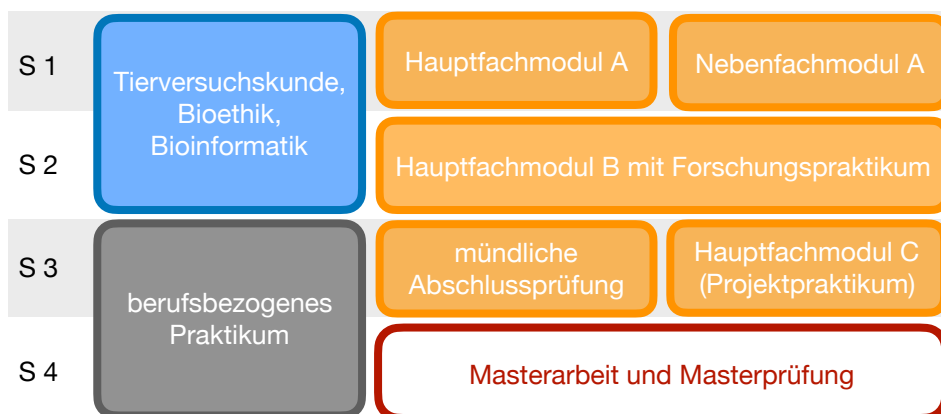 S 1
Tierversuchskunde,
Bioethik,
Bioinformatik
Hauptfachmodul A
Nebenfachmodul A
S 2
Hauptfachmodul B mit Forschungspraktikum
S 3
berufsbezogenes
Praktikum
mündliche
Abschlussprüfung
Hauptfachmodul C
(Projektpraktikum)
S 4
Masterarbeit und Masterprüfung